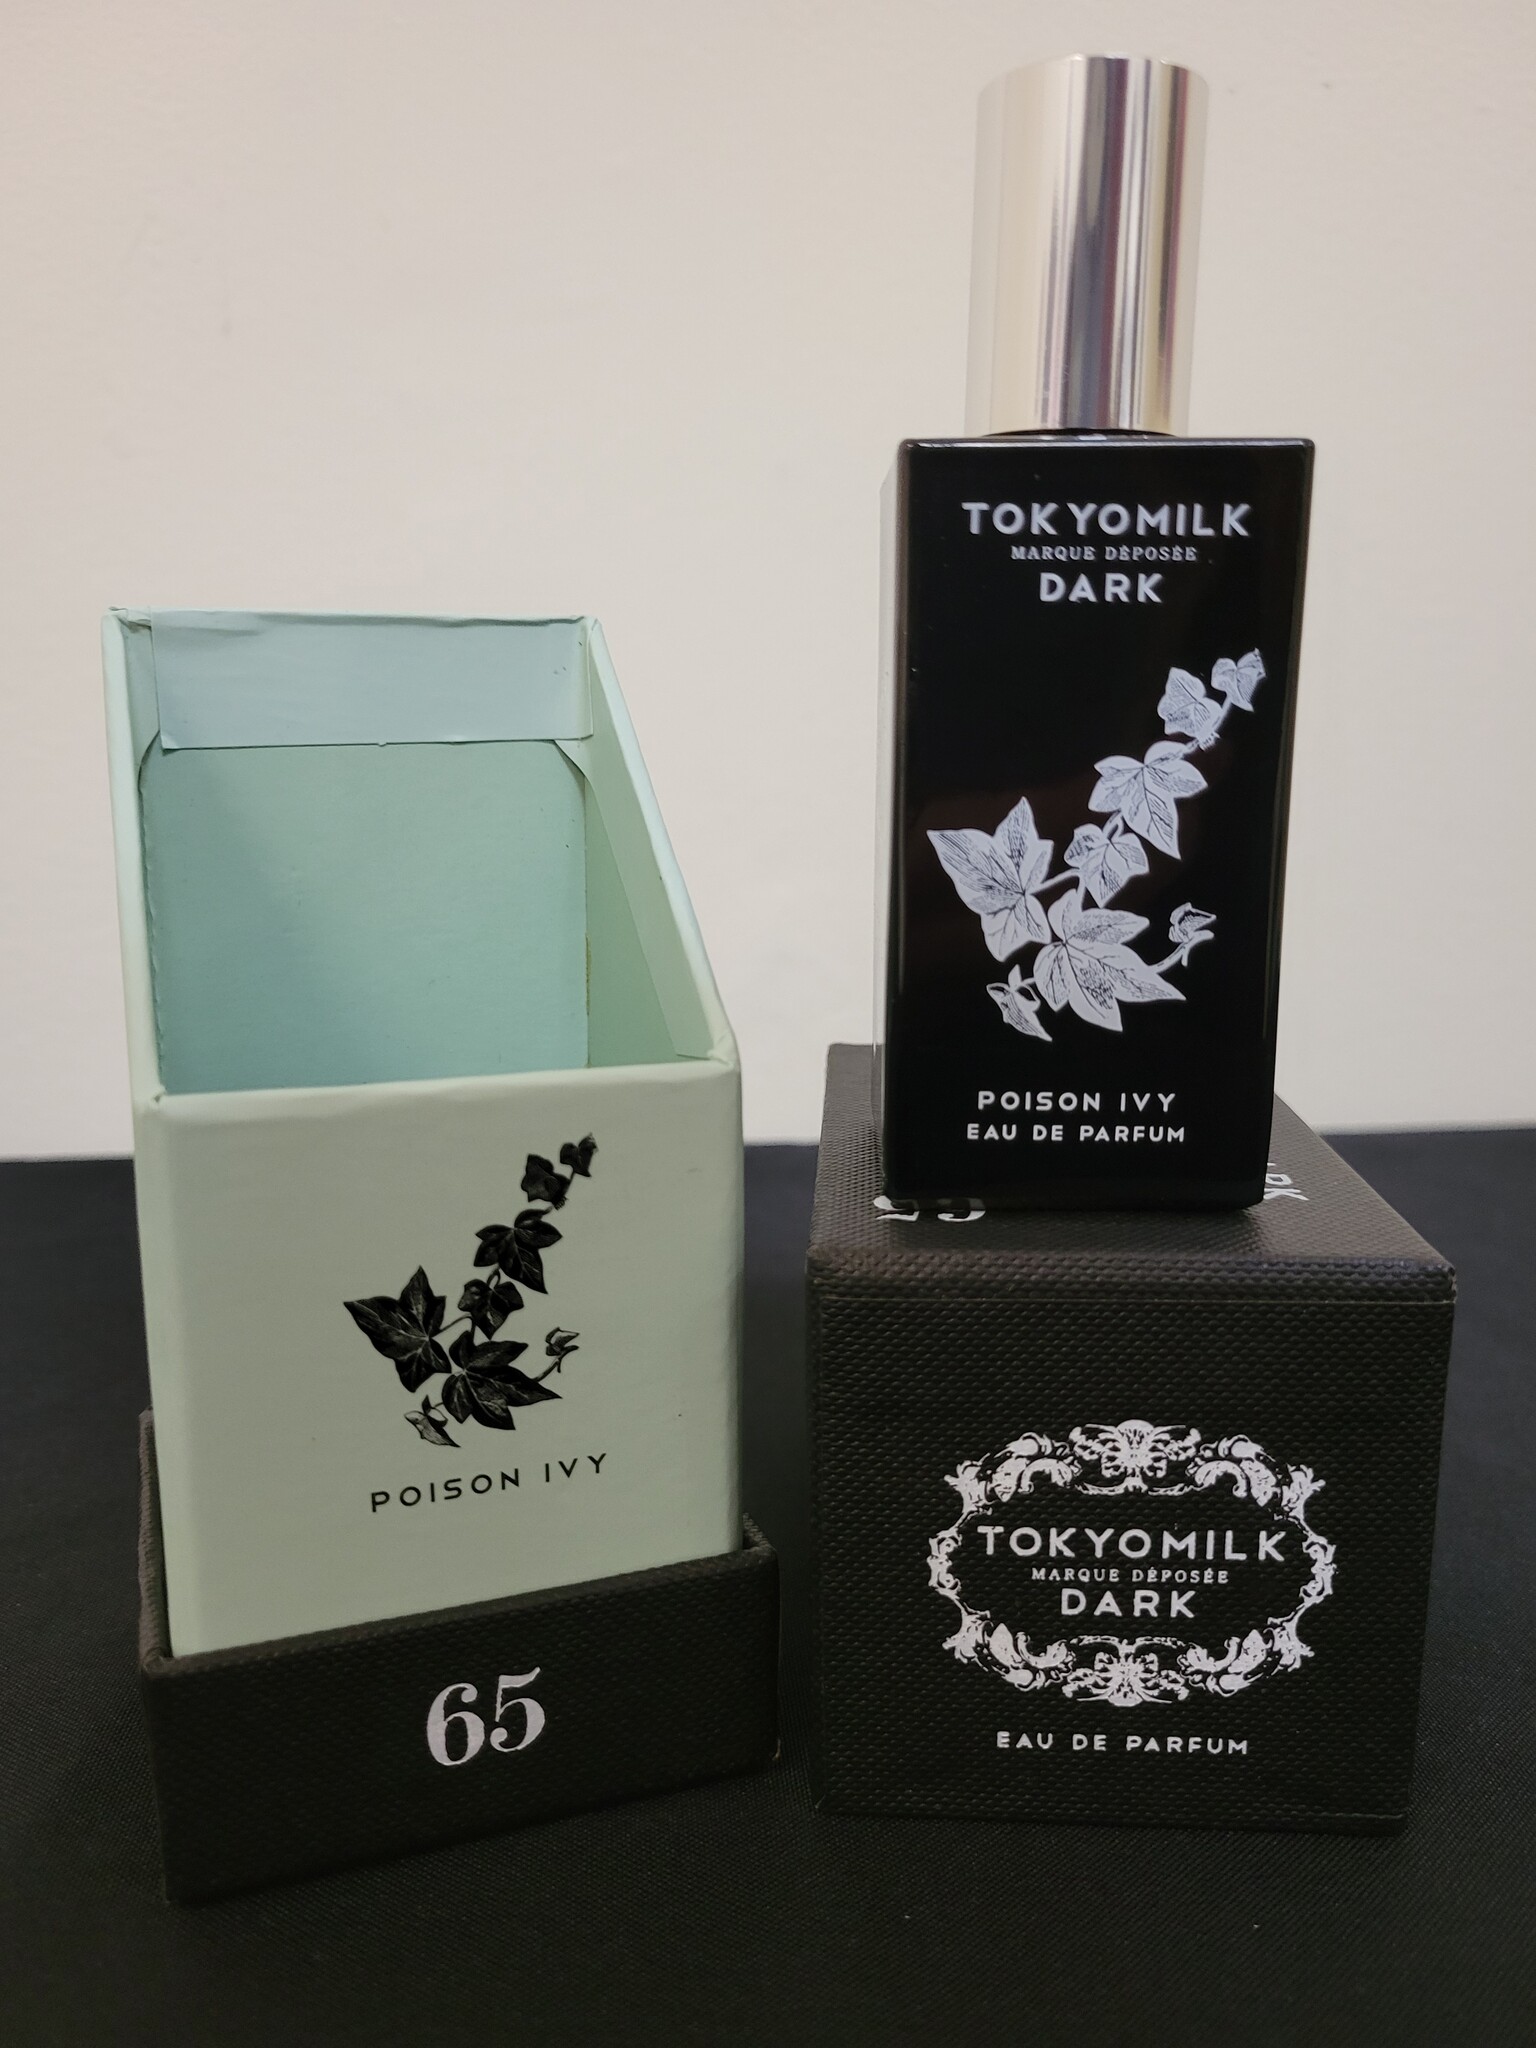 TOKYOMILK
MARQUE DÉPOSÉE
DARK
POISON IVY
EAU DE PARFUM
POISON IVY
65
65
TOKYOMILK
MARQUE DÉPOSÉE
DARK
EAU DE PARFUM